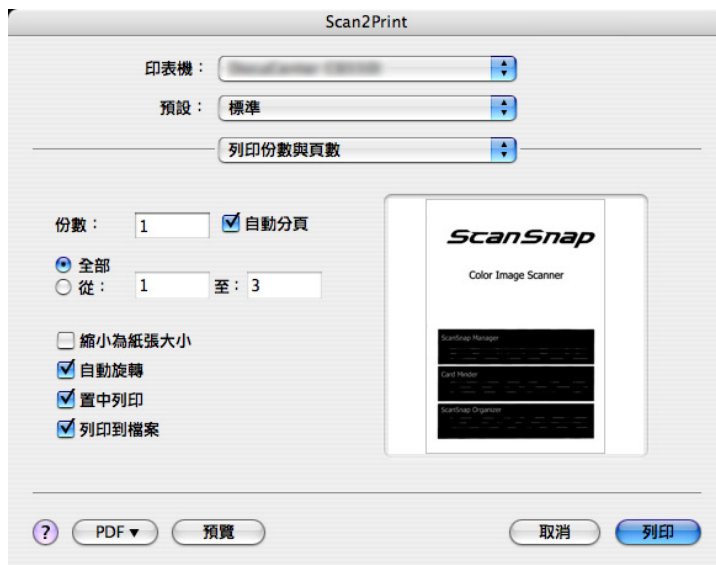 Scan2Print
印表機：
預設： 標準
列印份數與頁數
份數： 1 自動分頁
全部
從： 1 至： 3
縮小為紙張大小
自動旋轉
置中列印
列印到檔案
ScanSnap
Color Image Scanner
ScanSnap Manager
Card Minder
ScanSnap Organizer
? PDF▼ 預覽 取消 列印